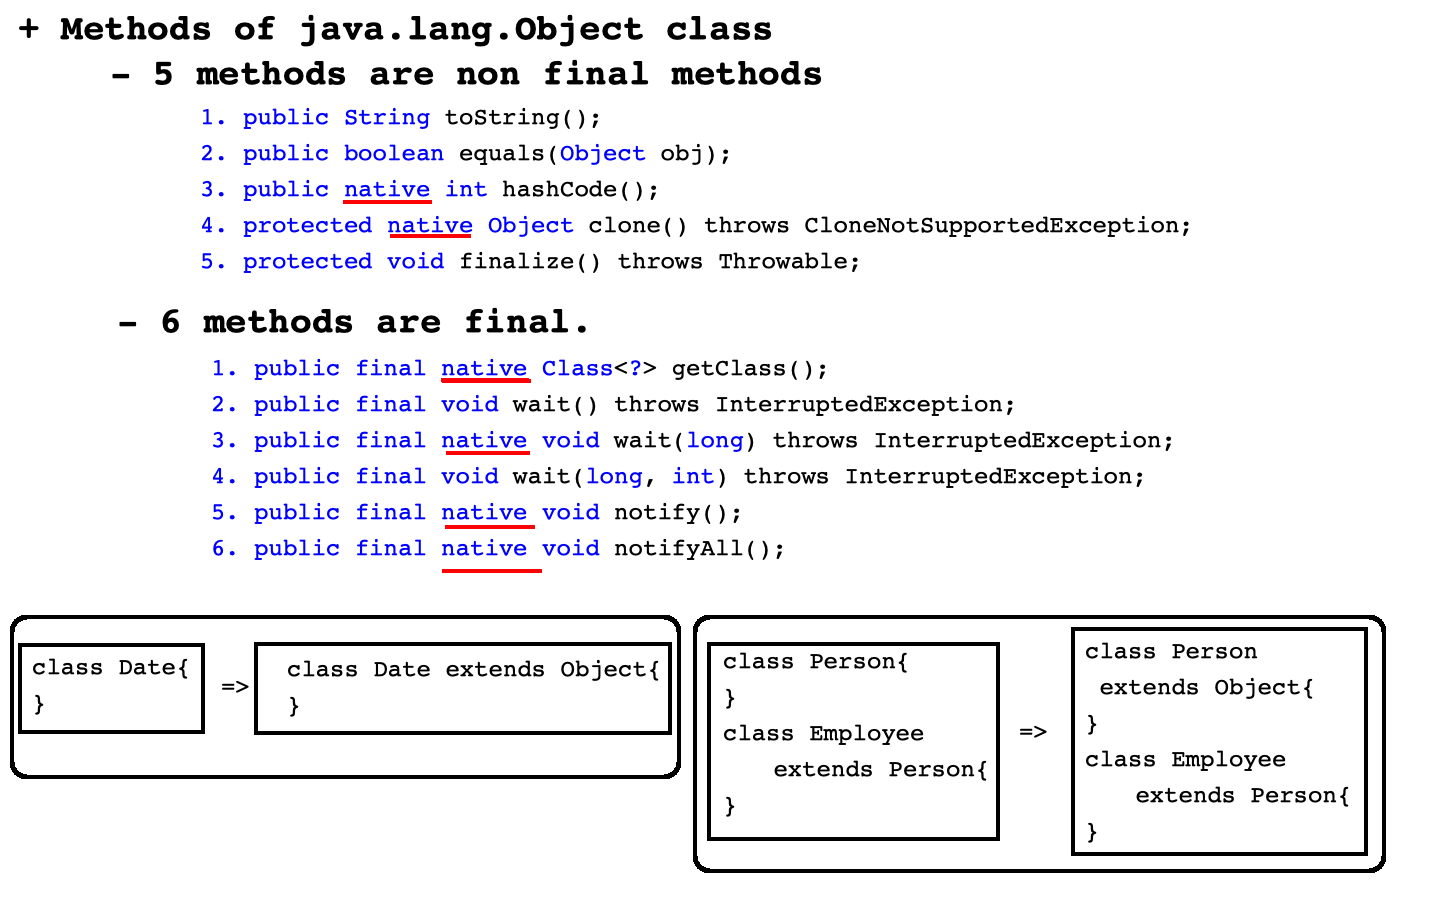 + Methods of java.lang.Object class
- 5 methods are non final methods
1. public String toString();
2. public boolean equals(Object obj);
3. public native int hashCode();
4. protected native Object clone() throws CloneNotSupportedException;
5. protected void finalize() throws Throwable;
- 6 methods are final.
1. public final native Class<?> getClass();
2. public final void wait() throws InterruptedException;
3. public final native void wait(long) throws InterruptedException;
4. public final void wait(long, int) throws InterruptedException;
5. public final native void notify();
6. public final native void notifyAll();
class Date{
}
=>
class Date extends Object{
}
class Person{
}
class Employee
extends Person{
}
=>
class Person
extends Object{
}
class Employee
extends Person{
}